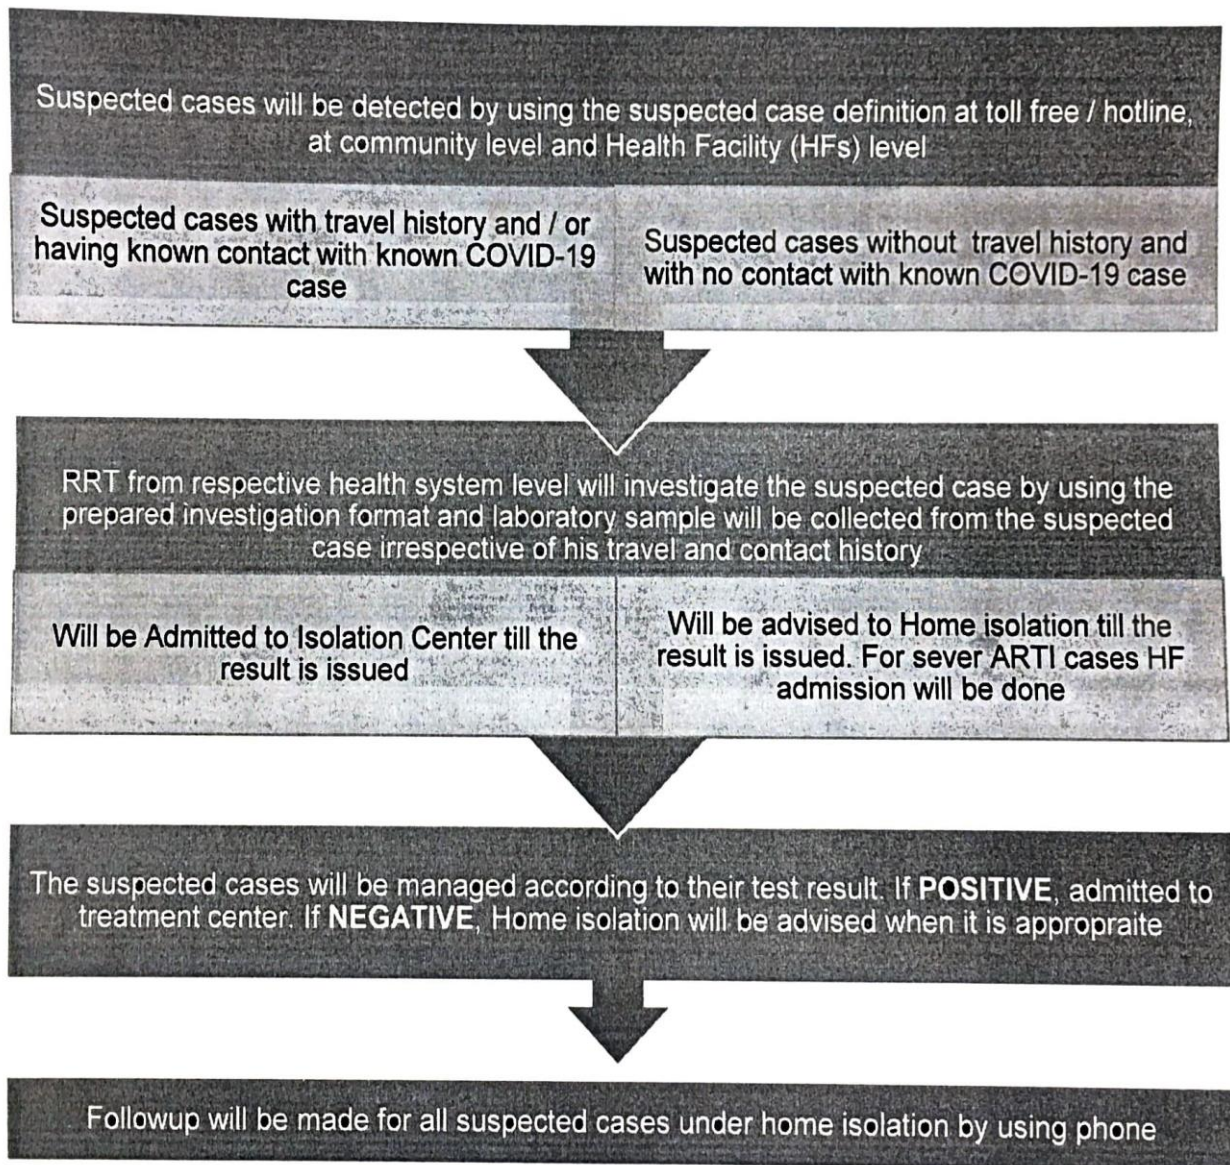 Suspected cases will be detected by using the suspected case definition at toll free / hotline,
at community level and Health Facility (HFs) level
Suspected cases with travel history and / or
having known contact with known COVID-19
case
Suspected cases without travel history and
with no contact with known COVID-19 case
RRT from respective health system level will investigate the suspected case by using the
prepared investigation format and laboratory sample will be collected from the suspected
case irrespective of his travel and contact history
Will be Admitted to Isolation Center till the
result is issued
Will be advised to Home isolation till the
result is issued. For sever ARTI cases HF
admission will be done
The suspected cases will be managed according to their test result. If POSITIVE, admitted to
treatment center. If NEGATIVE, Home isolation will be advised when it is appropraite
Followup will be made for all suspected cases under home isolation by using phone